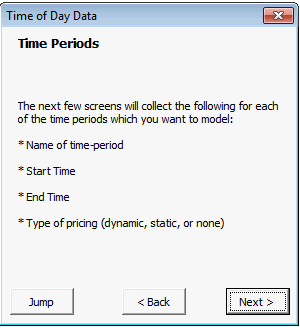 Time of Day Data
Time Periods
The next few screens will collect the following for each
of the time periods which you want to model:
* Name of time-period
* Start Time
* End Time
* Type of pricing (dynamic, static, or none)
Jump
< Back
Next >